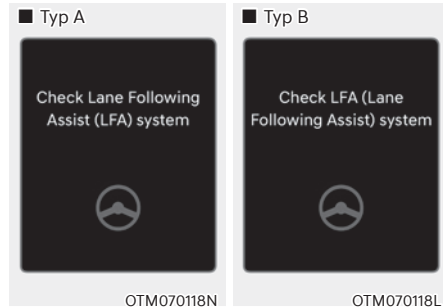 ■ Typ A
Check Lane Following
Assist (LFA) system
OTM070118N
■ Typ B
Check LFA (Lane
Following Assist) system
OTM070118L